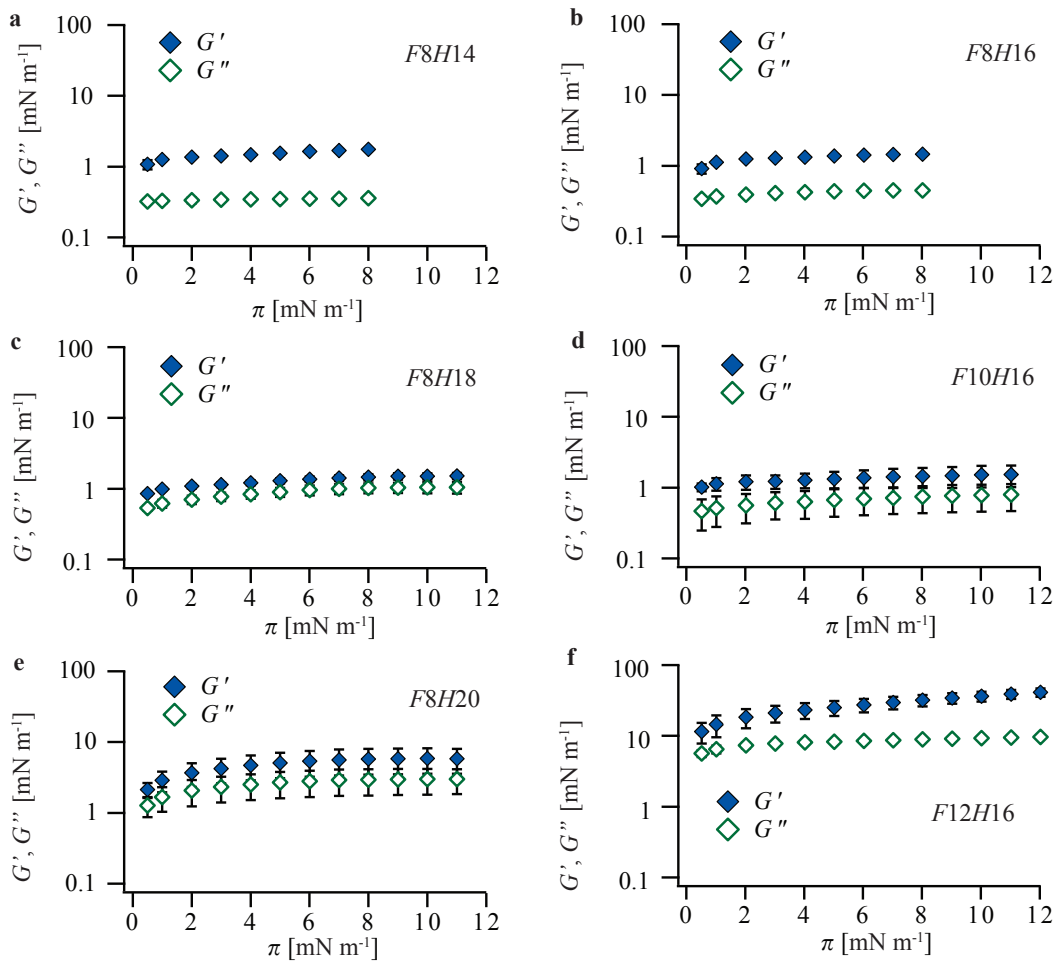 a
100
10
1
0.1
G', G'' [mN m-1]
G'
G''
F8H14
0 2 4 6 8 10 12
π [mN m-1]
b
100
10
1
0.1
G', G'' [mN m-1]
G'
G''
F8H16
0 2 4 6 8 10 12
π [mN m-1]
c
100
10
1
0.1
G', G'' [mN m-1]
G'
G''
F8H18
0 2 4 6 8 10 12
π [mN m-1]
d
100
10
1
0.1
G', G'' [mN m-1]
G'
G''
F10H16
0 2 4 6 8 10 12
π [mN m-1]
e
100
10
1
0.1
G', G'' [mN m-1]
G'
G''
F8H20
0 2 4 6 8 10 12
π [mN m-1]
f
100
10
1
0.1
G', G'' [mN m-1]
G'
G''
F12H16
0 2 4 6 8 10 12
π [mN m-1]